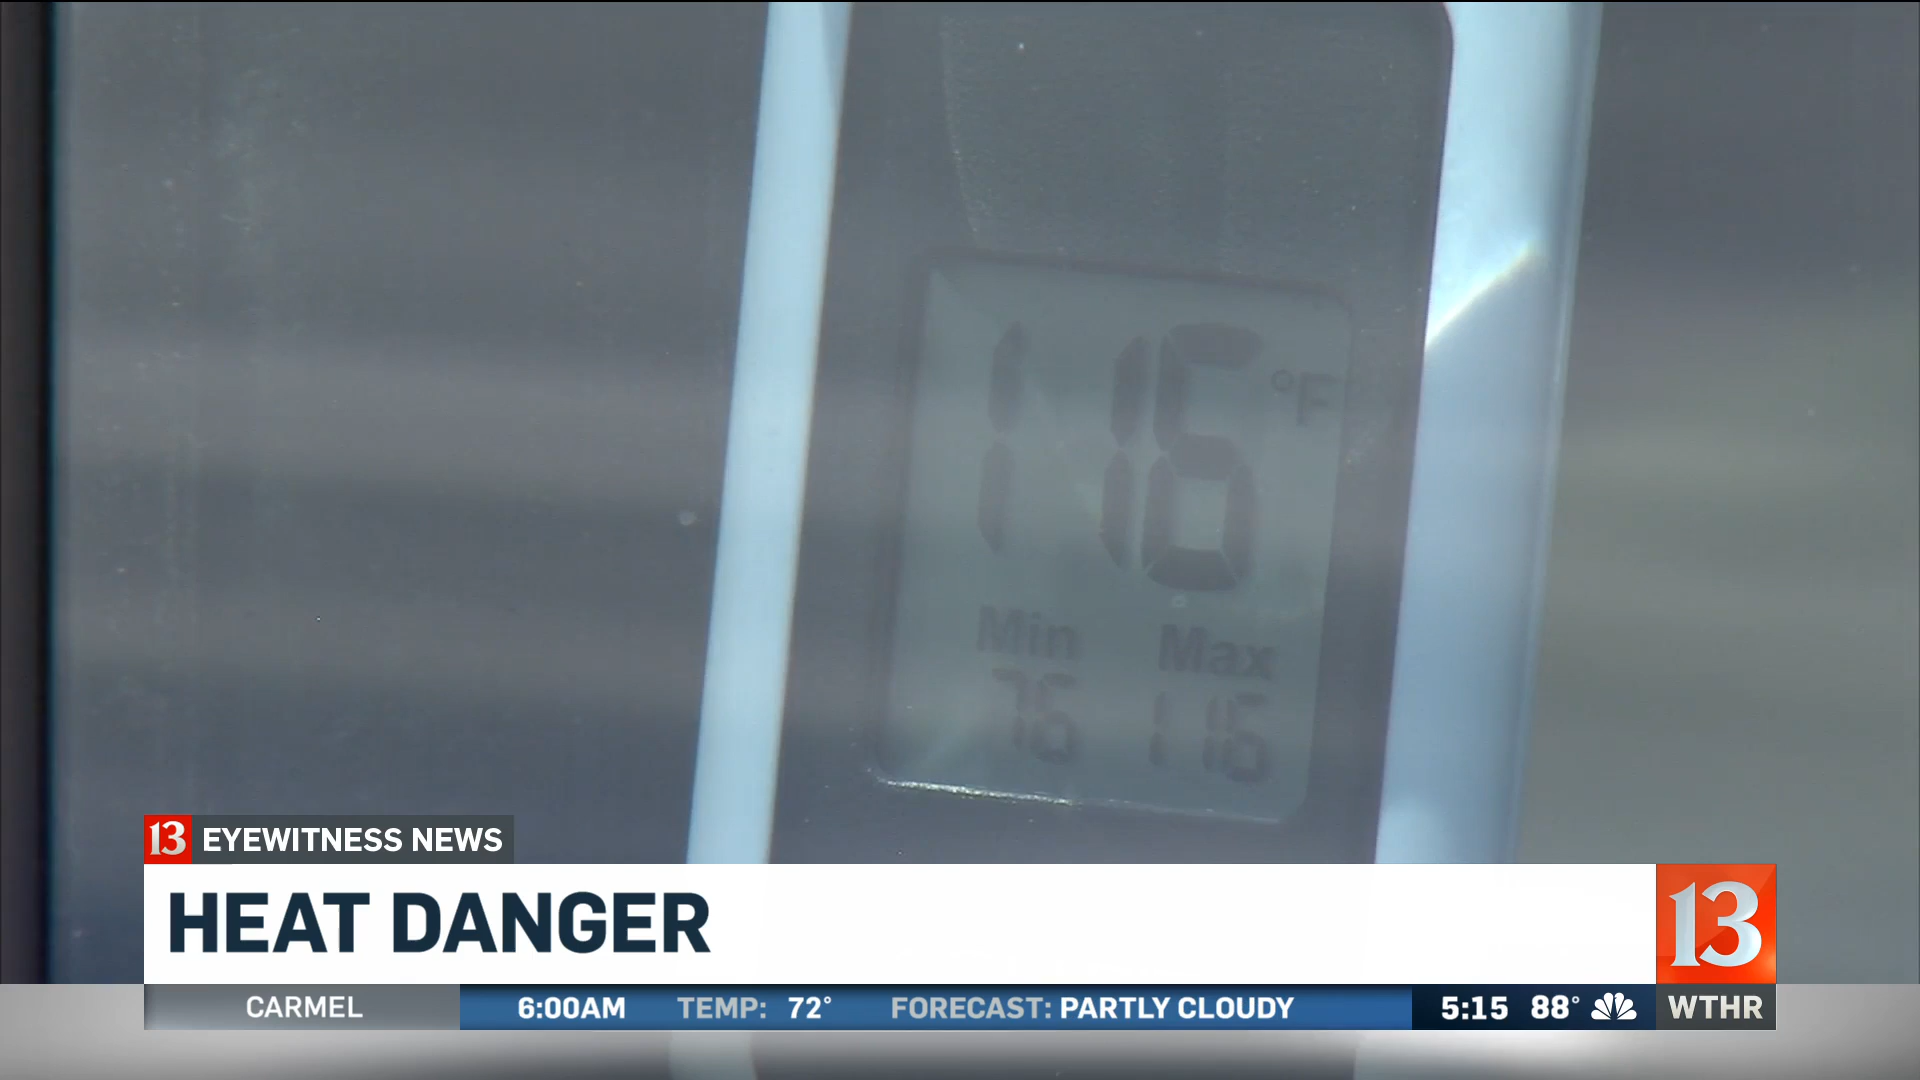 116 °F
Min Max
76 116
13 EYEWITNESS NEWS
HEAT DANGER
13
CARMEL 6:00AM TEMP: 72° FORECAST: PARTLY CLOUDY 5:15 88° WTHR